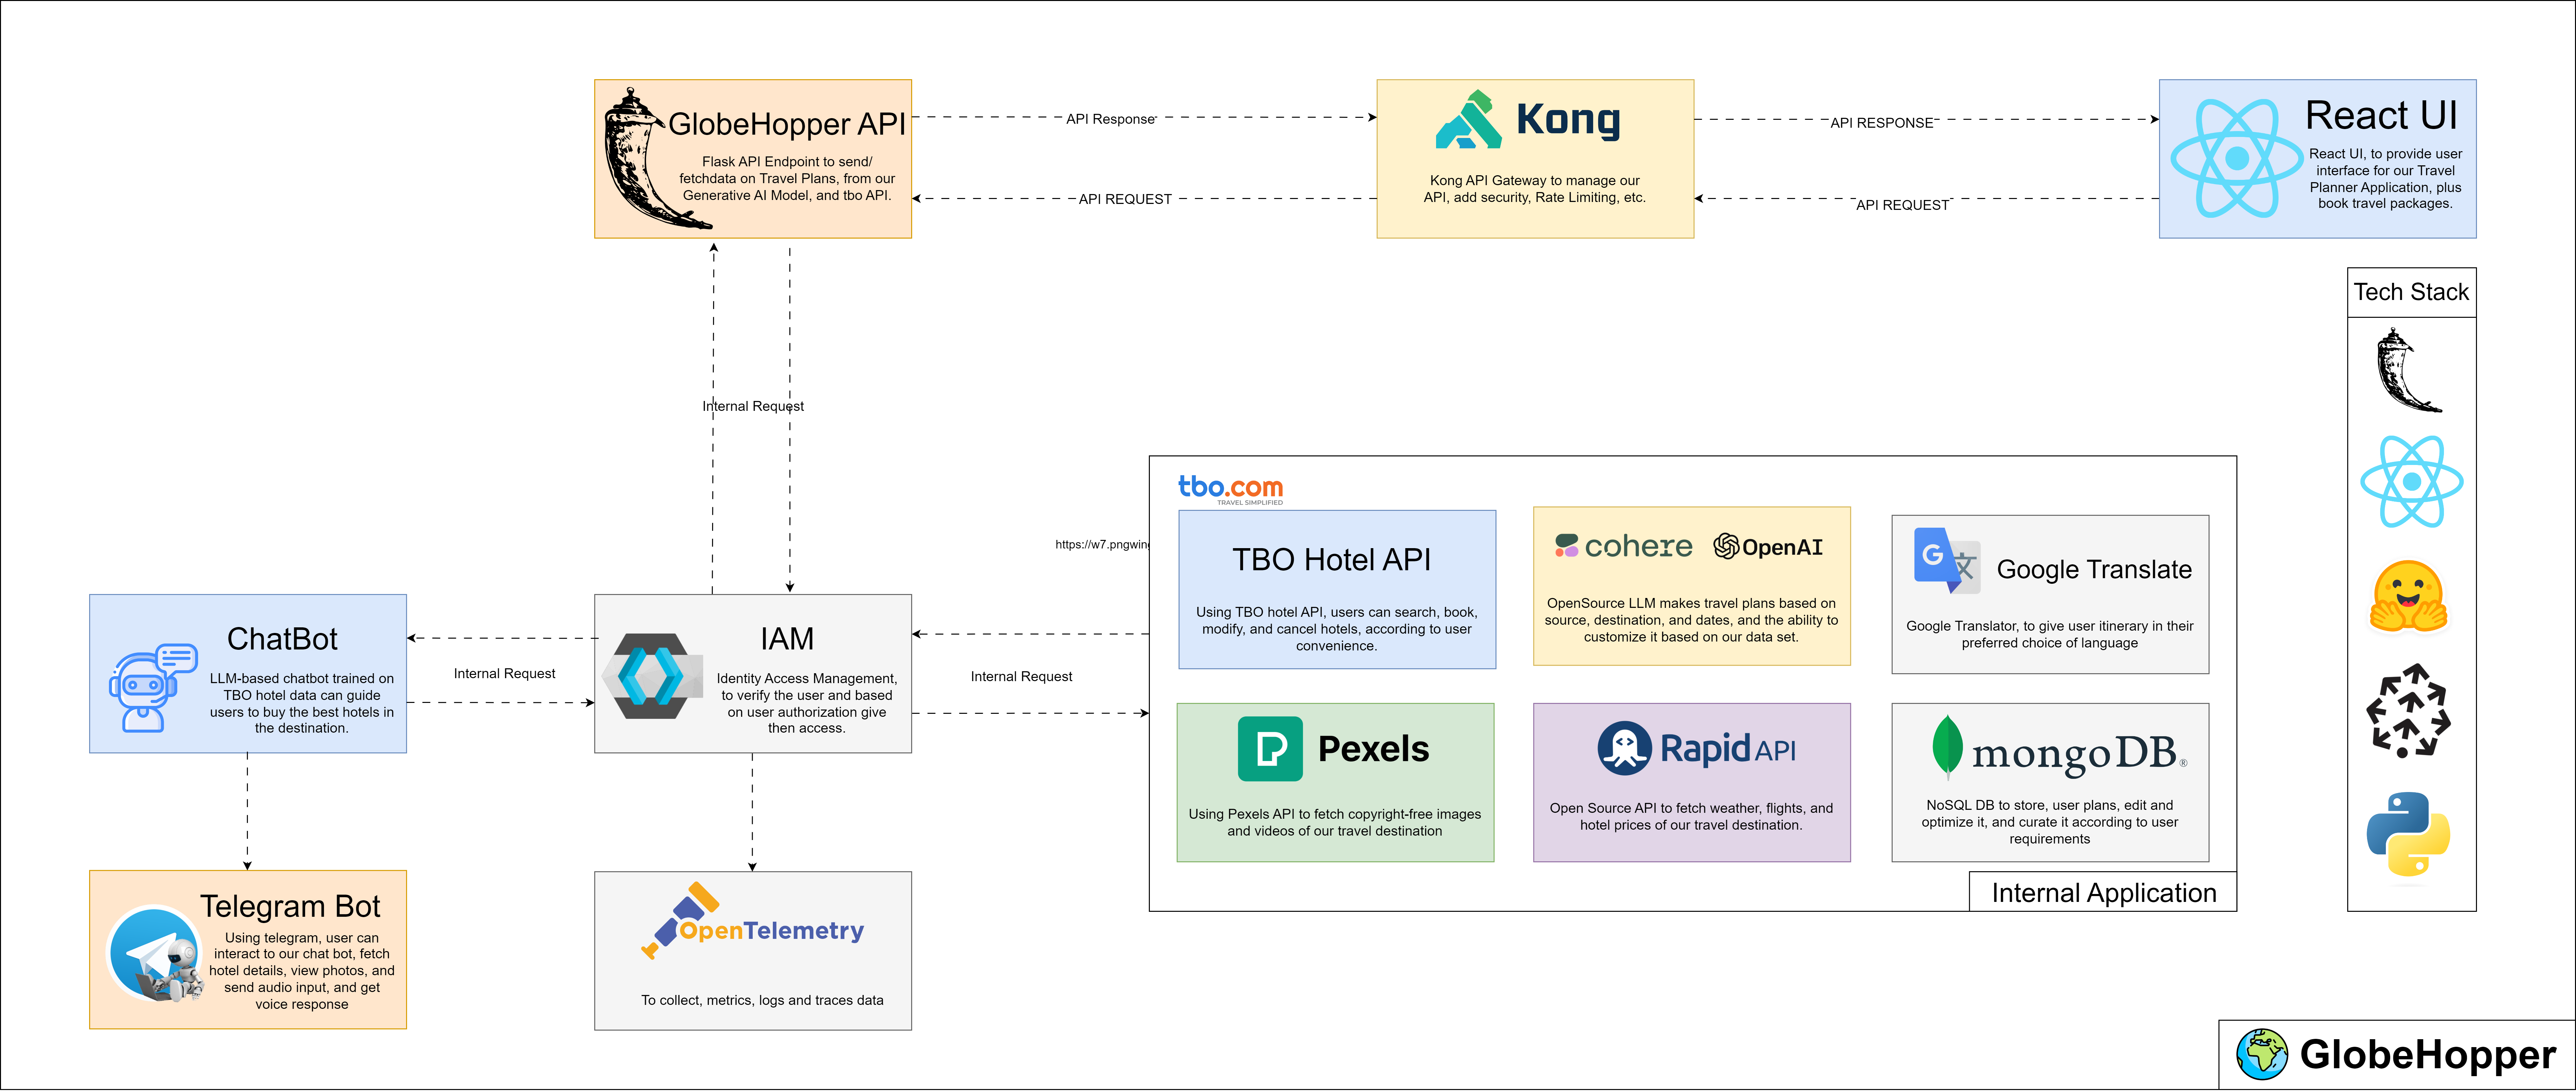 GlobeHopper API
Flask API Endpoint to send/
fetchdata on Travel Plans, from our
Generative AI Model, and tbo API.
API Response
API REQUEST
Kong
Kong API Gateway to manage our
API, add security, Rate Limiting, etc.
API RESPONSE
API REQUEST
React UI
React UI, to provide user
interface for our Travel
Planner Application, plus
book travel packages.
Tech Stack
Internal Request
https://w7.pngwing
tbo.com
TRAVEL SIMPLIFIED
TBO Hotel API
Using TBO hotel API, users can search, book,
modify, and cancel hotels, according to user
convenience.
cohere
OpenAI
OpenSource LLM makes travel plans based on
source, destination, and dates, and the ability to
customize it based on our data set.
G
文
Google Translate
Google Translator, to give user itinerary in their
preferred choice of language
ChatBot
LLM-based chatbot trained on
TBO hotel data can guide
users to buy the best hotels in
the destination.
Internal Request
IAM
Identity Access Management,
to verify the user and based
on user authorization give
then access.
Internal Request
Pexels
Using Pexels API to fetch copyright-free images
and videos of our travel destination
Rapid API
Open Source API to fetch weather, flights, and
hotel prices of our travel destination.
mongoDB®
NoSQL DB to store, user plans, edit and
optimize it, and curate it according to user
requirements
Internal Application
Telegram Bot
Using telegram, user can
interact to our chat bot, fetch
hotel details, view photos, and
send audio input, and get
voice response
OpenTelemetry
To collect, metrics, logs and traces data
GlobeHopper